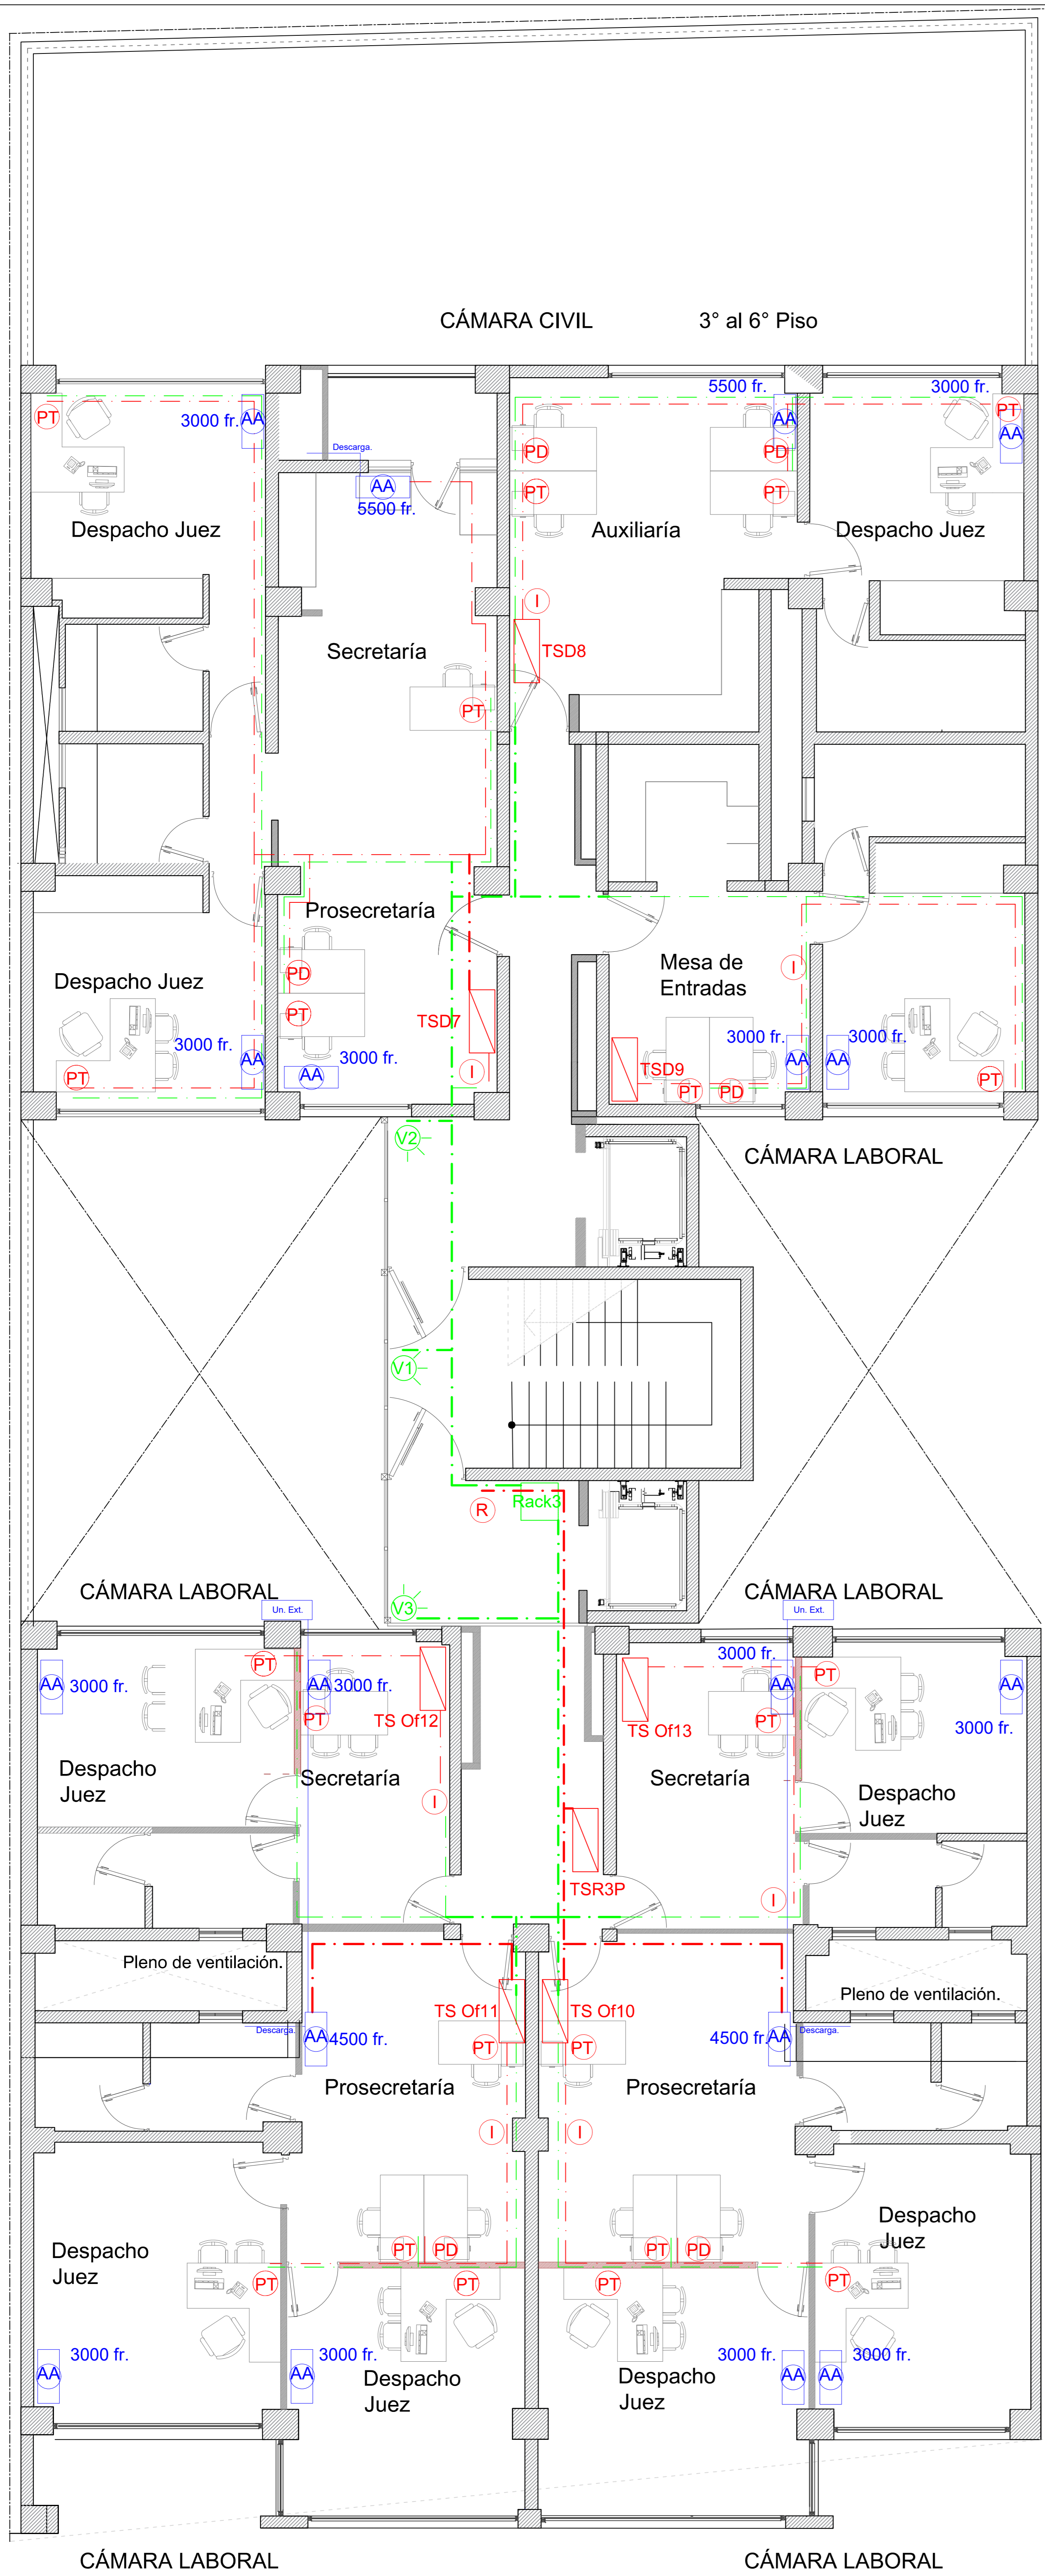 CÁMARA CIVIL 3° al 6° Piso
5500 fr.
3000 fr.
PT
3000 fr.
AA
AA
PT
AA
Descarga.
PD
PD
AA
5500 fr.
PT
PT
Despacho Juez
Auxiliaría
Despacho Juez
I
Secretaría
TSD8
PT
Prosecretaría
Mesa de
Entradas
I
Despacho Juez
PD
PT
TSD7
3000 fr.
AA
3000 fr.
AA
I
TSD9
3000 fr.
AA
3000 fr.
AA
PT
AA
PT
PD
PT
V2
CÁMARA LABORAL
V1
Rack3
R
CÁMARA LABORAL
CÁMARA LABORAL
V3
Un. Ext.
Un. Ext.
PT
3000 fr.
PT
AA
3000 fr.
AA
3000 fr.
AA
AA
PT
TS Of12
TS Of13
PT
3000 fr.
Despacho
Juez
Secretaría
Secretaría
Despacho
Juez
I
TSR3P
I
Pleno de ventilación.
Pleno de ventilación.
TS Of11
TS Of10
Descarga.
AA
4500 fr.
PT
PT
4500 fr.
AA
Descarga.
Prosecretaría
Prosecretaría
I
I
Despacho
Juez
Despacho
Juez
PT
PD
PT
PD
PT
PT
PT
PT
3000 fr.
AA
3000 fr.
AA
3000 fr.
AA
AA
3000 fr.
Despacho
Juez
Despacho
Juez
CÁMARA LABORAL
CÁMARA LABORAL